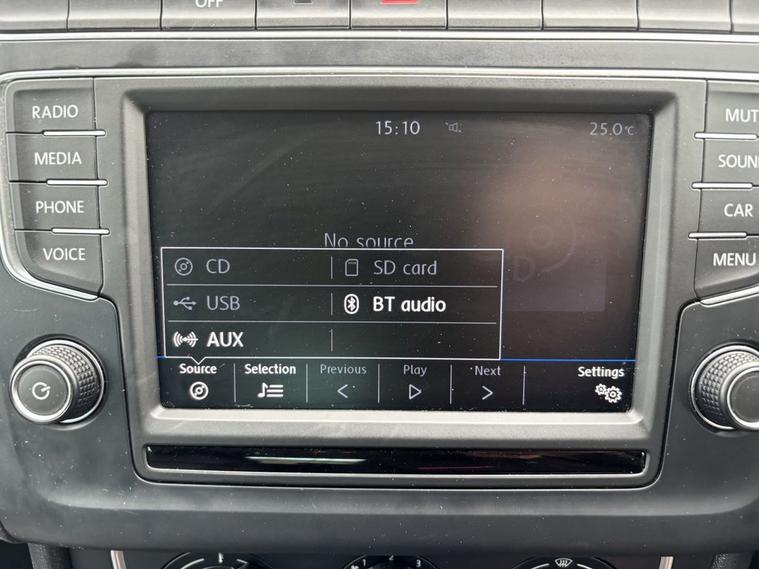 OFF
RADIO
MEDIA
PHONE
VOICE
15:10
25.0°C
No source
CD
SD card
USB
BT audio
AUX
Source
Selection
Previous
Play
Next
Settings
MUT
SOUN
CAR
MENU